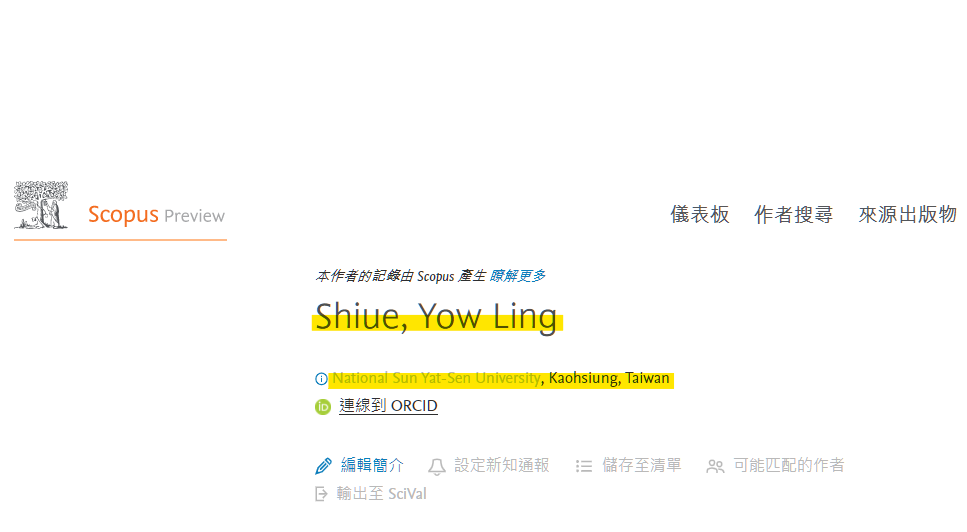 Scopus Preview
儀表板 作者搜尋 來源出版物
本作者的記錄由 Scopus 產生 瞭解更多
Shiue, Yow Ling
National Sun Yat-Sen University, Kaohsiung, Taiwan
iD 連線到 ORCID
編輯簡介 設定新知通報 儲存至清單 可能匹配的作者
輸出至 SciVal